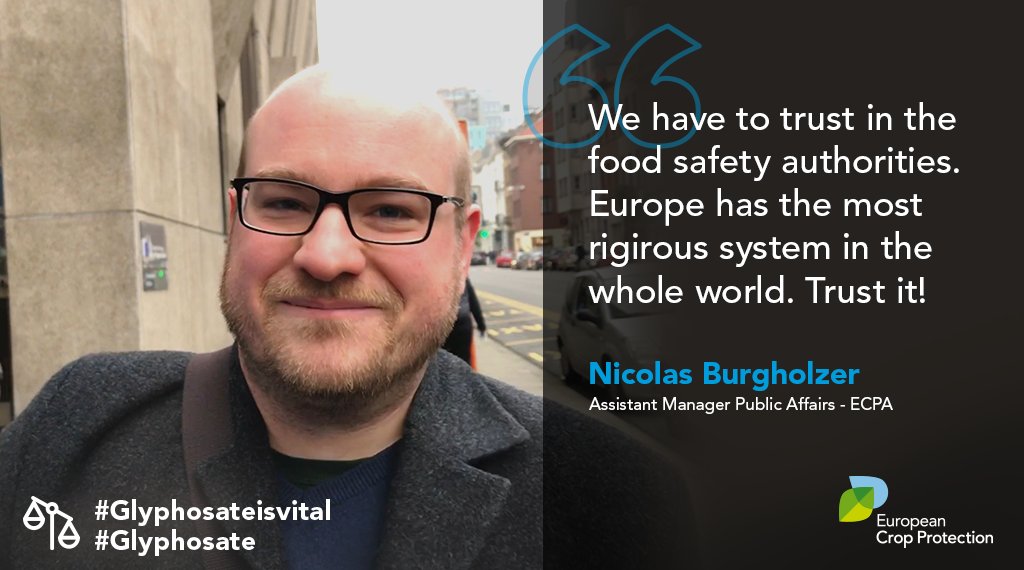 We have to trust in the
food safety authorities.
Europe has the most
rigirous system in the
whole world. Trust it!
Nicolas Burgholzer
Assistant Manager Public Affairs - ECPA
#Glyphosateisvital
#Glyphosate
European
Crop Protection